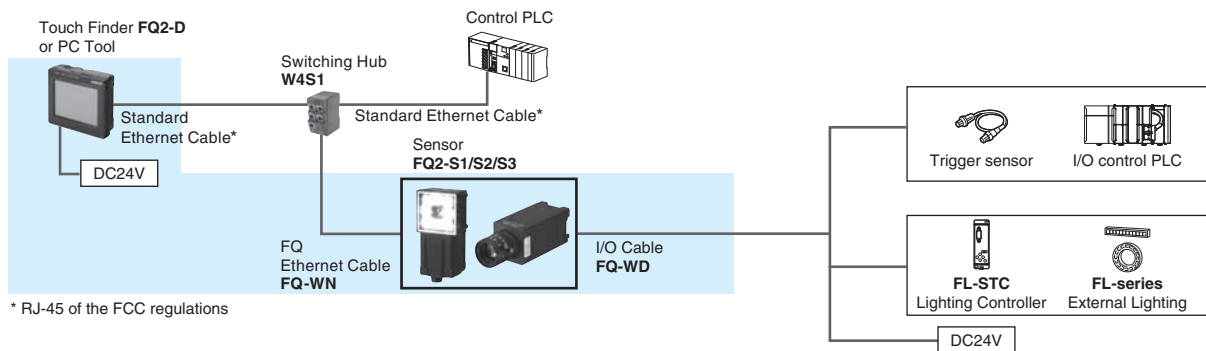 Touch Finder FQ2-D
or PC Tool
Control PLC
Switching Hub
W4S1
Standard
Ethernet Cable*
Standard Ethernet Cable*
DC24V
Sensor
FQ2-S1/S2/S3
Trigger sensor
I/O control PLC
FQ
Ethernet Cable
FQ-WN
I/O Cable
FQ-WD
FL-STC
Lighting Controller
FL-series
External Lighting
* RJ-45 of the FCC regulations
DC24V